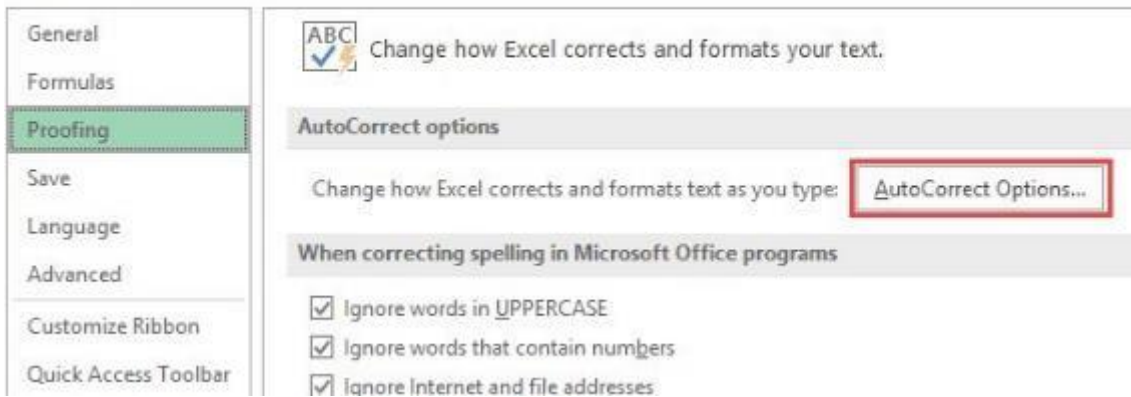 General
Formulas
Proofing
Save
Language
Advanced
Customize Ribbon
Quick Access Toolbar
ABC
Change how Excel corrects and formats your text.
AutoCorrect options
Change how Excel corrects and formats text as you type:
AutoCorrect Options...
When correcting spelling in Microsoft Office programs
Ignore words in UPPERCASE
Ignore words that contain numbers
Ignore Internet and file addresses